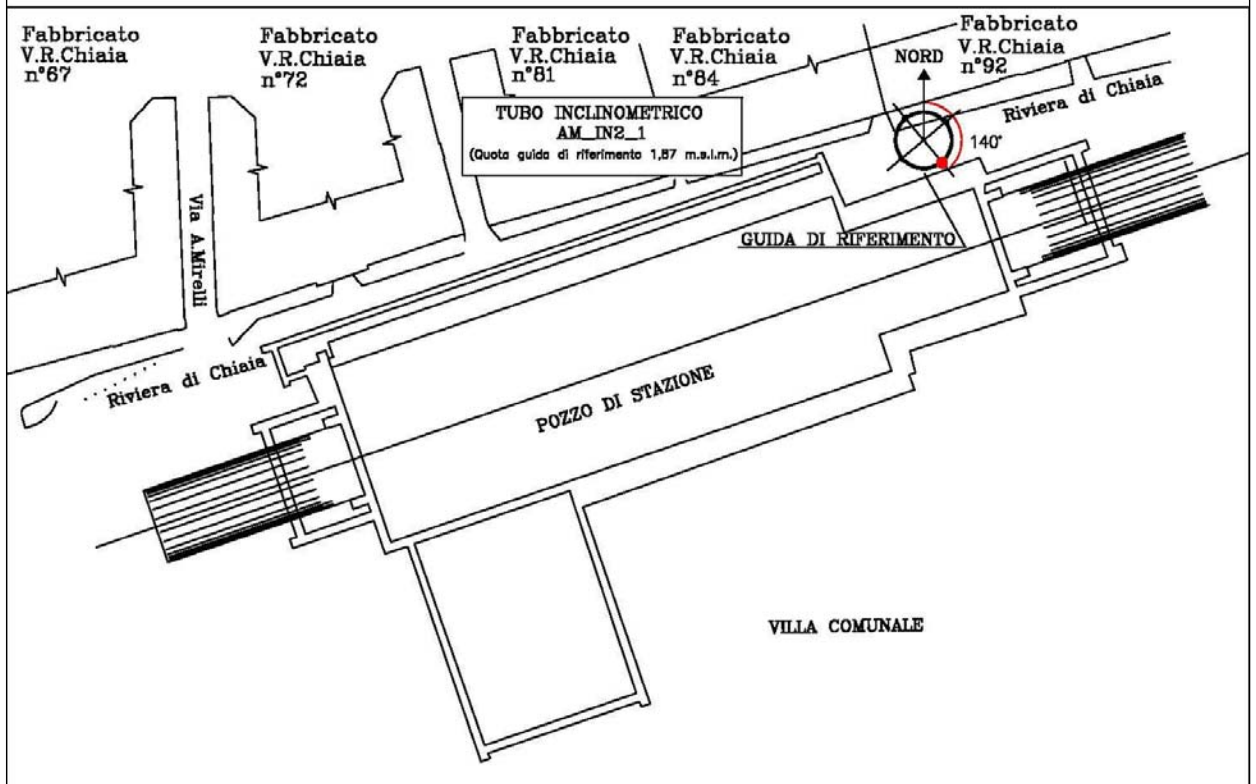 Fabbricato
V.R.Chiaia
n°67
Fabbricato
V.R.Chiaia
n°72
Fabbricato
V.R.Chiaia
n°81
Fabbricato
V.R.Chiaia
n°84
Fabbricato
V.R.Chiaia
n°92
NORD
TUBO INCLINOMETRICO
AM_IN2_1
(Quota guida di riferimento 1,87 m.s.l.m.)
Riviera di Chiaia
140°
GUIDA DI RIFERIMENTO
Via A.Mirelli
Riviera di Chiaia
POZZO DI STAZIONE
VILLA COMUNALE